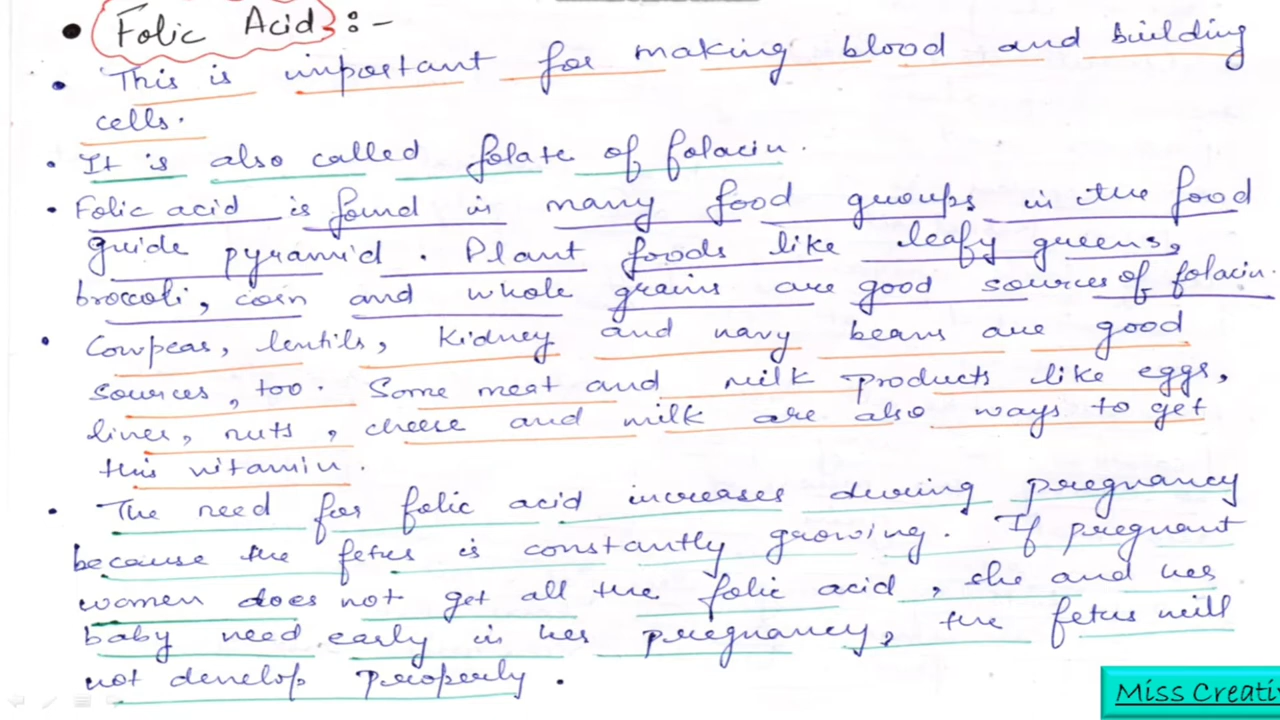 • Folic Acid :-
• This is important for making blood and building
cells.
• It is also called folate of folacin.
• Folic acid is found in many food groups in the food
guide pyramid. Plant foods like leafy greens,
broccoli, corn and whole grains are good sources of folacin.
• Cowpeas, lentils, kidney and navy beans are good
sources, too. Some meat and milk products like eggs,
liver, nuts, cheese and milk are also ways to get
this vitamin.
• The need for folic acid increases during pregnancy
because the fetus is constantly growing. If pregnant
women does not get all the folic acid, she and her
baby need early in her pregnancy, the fetus will
not develop properly.
Miss Creati